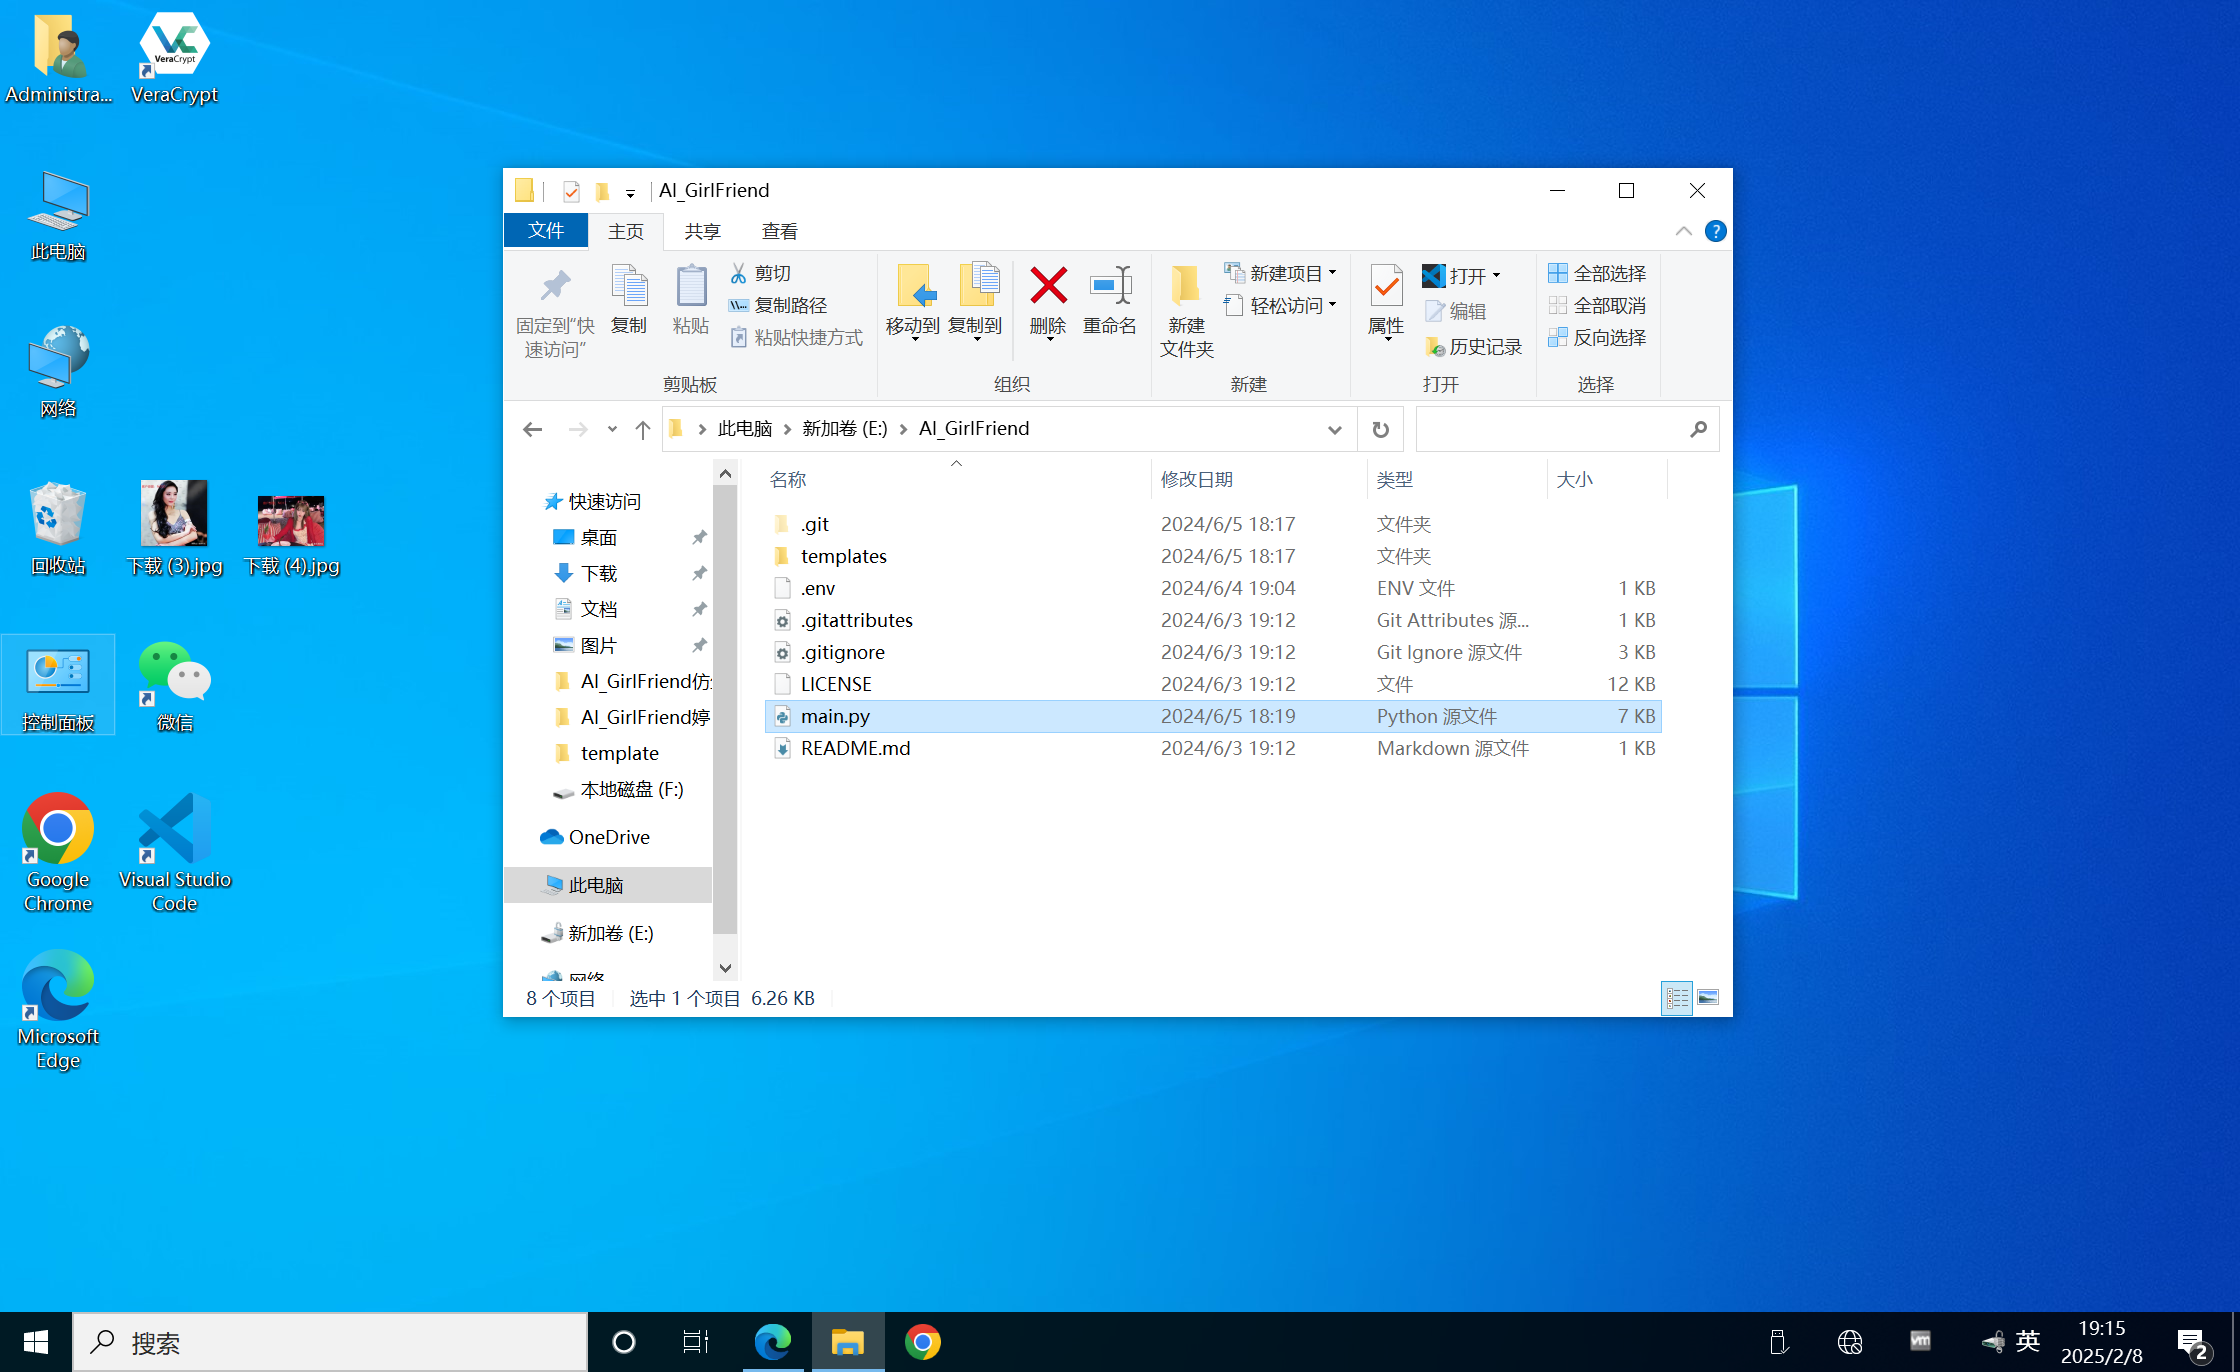 Administra...
VeraCrypt
VeraCrypt
此电脑
网络
回收站
下载 (3).jpg
下载 (4).jpg
控制面板
微信
Google
Chrome
Visual Studio
Code
Microsoft
Edge
AI_GirlFriend
文件
主页
共享
查看
固定到“快
速访问”
复制
粘贴
剪切
复制路径
粘贴快捷方式
剪贴板
移动到
复制到
删除
重命名
组织
新建
文件夹
新建项目
轻松访问
新建
属性
打开
编辑
历史记录
打开
全部选择
全部取消
反向选择
选择
此电脑 > 新加卷 (E:) > AI_GirlFriend
快速访问
桌面
下载
文档
图片
AI_GirlFriend仿
AI_GirlFriend婷
template
本地磁盘 (F:)
OneDrive
此电脑
新加卷 (E:)
网络
名称 修改日期 类型 大小
.git 2024/6/5 18:17 文件夹
templates 2024/6/5 18:17 文件夹
.env 2024/6/4 19:04 ENV 文件 1 KB
.gitattributes 2024/6/3 19:12 Git Attributes 源... 1 KB
.gitignore 2024/6/3 19:12 Git Ignore 源文件 3 KB
LICENSE 2024/6/3 19:12 文件 12 KB
main.py 2024/6/5 18:19 Python 源文件 7 KB
README.md 2024/6/3 19:12 Markdown 源文件 1 KB
8 个项目 选中 1 个项目 6.26 KB
搜索
vm
英
19:15
2025/2/8
2